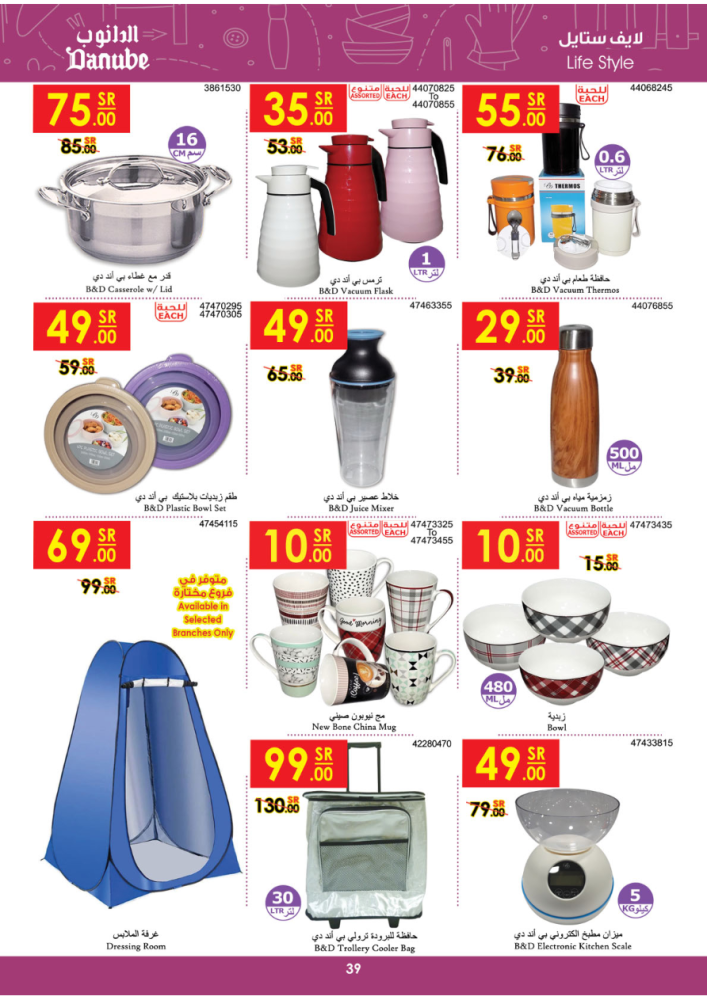 الدانوب
Danube
لايف ستايل
Life Style
3861530
75 SR .00
85 SR .00
16 سم CM
قدر مع غطاء بي أند دي
B&D Casserole w/ Lid
متنوع ASSORTED للحبة EACH
44070825
To
44070855
35 SR .00
53 SR .00
1 لتر LTR
ترمس بي أند دي
B&D Vacuum Flask
للحبة EACH
44068245
55 SR .00
76 SR .00
0.6 لتر LTR
THERMOS
حافظة طعام بي أند دي
B&D Vacuum Thermos
للحبة EACH
47470295
47470305
49 SR .00
59 SR .00
طقم زبديات بلاستيك بي أند دي
B&D Plastic Bowl Set
47463355
49 SR .00
65 SR .00
خلاط عصير بي أند دي
B&D Juice Mixer
44076855
29 SR .00
39 SR .00
500 مل ML
زمزمية مياه بي أند دي
B&D Vacuum Bottle
47454115
69 SR .00
99 SR .00
متوفر في
فروع مختارة
Available in
Selected
Branches Only
غرفة الملابس
Dressing Room
متنوع ASSORTED للحبة EACH
47473325
To
47473455
10 SR .00
Good Morning
Coffee
مج نيوبون صيني
New Bone China Mug
متنوع ASSORTED للحبة EACH
47473435
10 SR .00
15 SR .00
480 مل ML
زبدية
Bowl
42280470
99 SR .00
130 SR .00
30 لتر LTR
حافظة للبرودة ترولي بي أند دي
B&D Trollery Cooler Bag
47433815
49 SR .00
79 SR .00
5 كيلو KG
ميزان مطبخ الكتروني بي أند دي
B&D Electronic Kitchen Scale
39